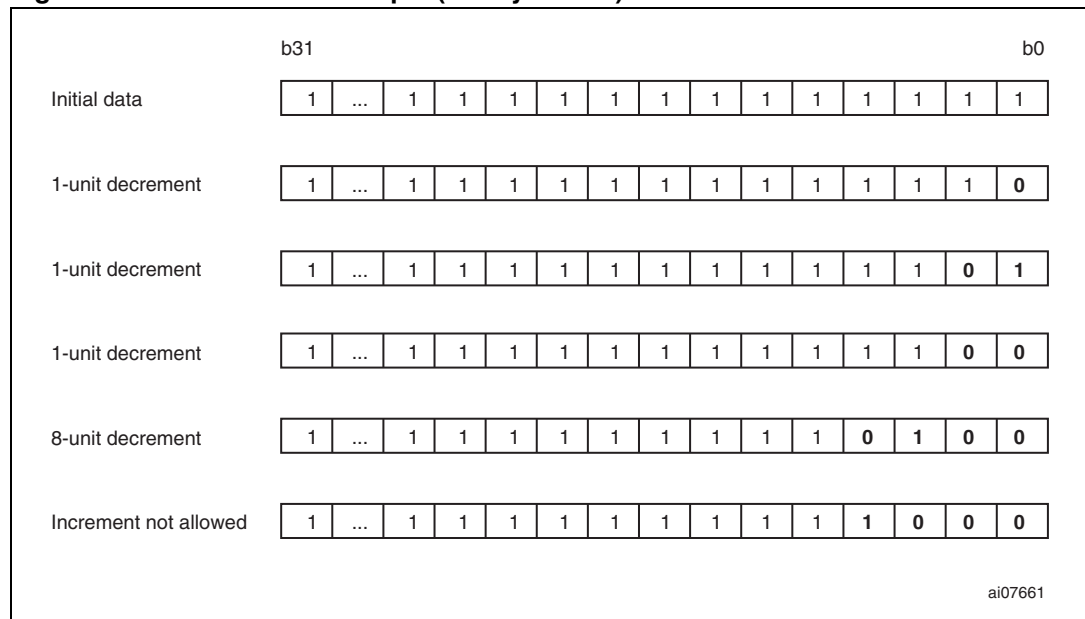 b31 b0
Initial data 1 ... 1 1 1 1 1 1 1 1 1 1 1 1 1
1-unit decrement 1 ... 1 1 1 1 1 1 1 1 1 1 1 1 0
1-unit decrement 1 ... 1 1 1 1 1 1 1 1 1 1 1 0 1
1-unit decrement 1 ... 1 1 1 1 1 1 1 1 1 1 1 0 0
8-unit decrement 1 ... 1 1 1 1 1 1 1 1 1 0 1 0 0
Increment not allowed 1 ... 1 1 1 1 1 1 1 1 1 1 0 0 0
ai07661